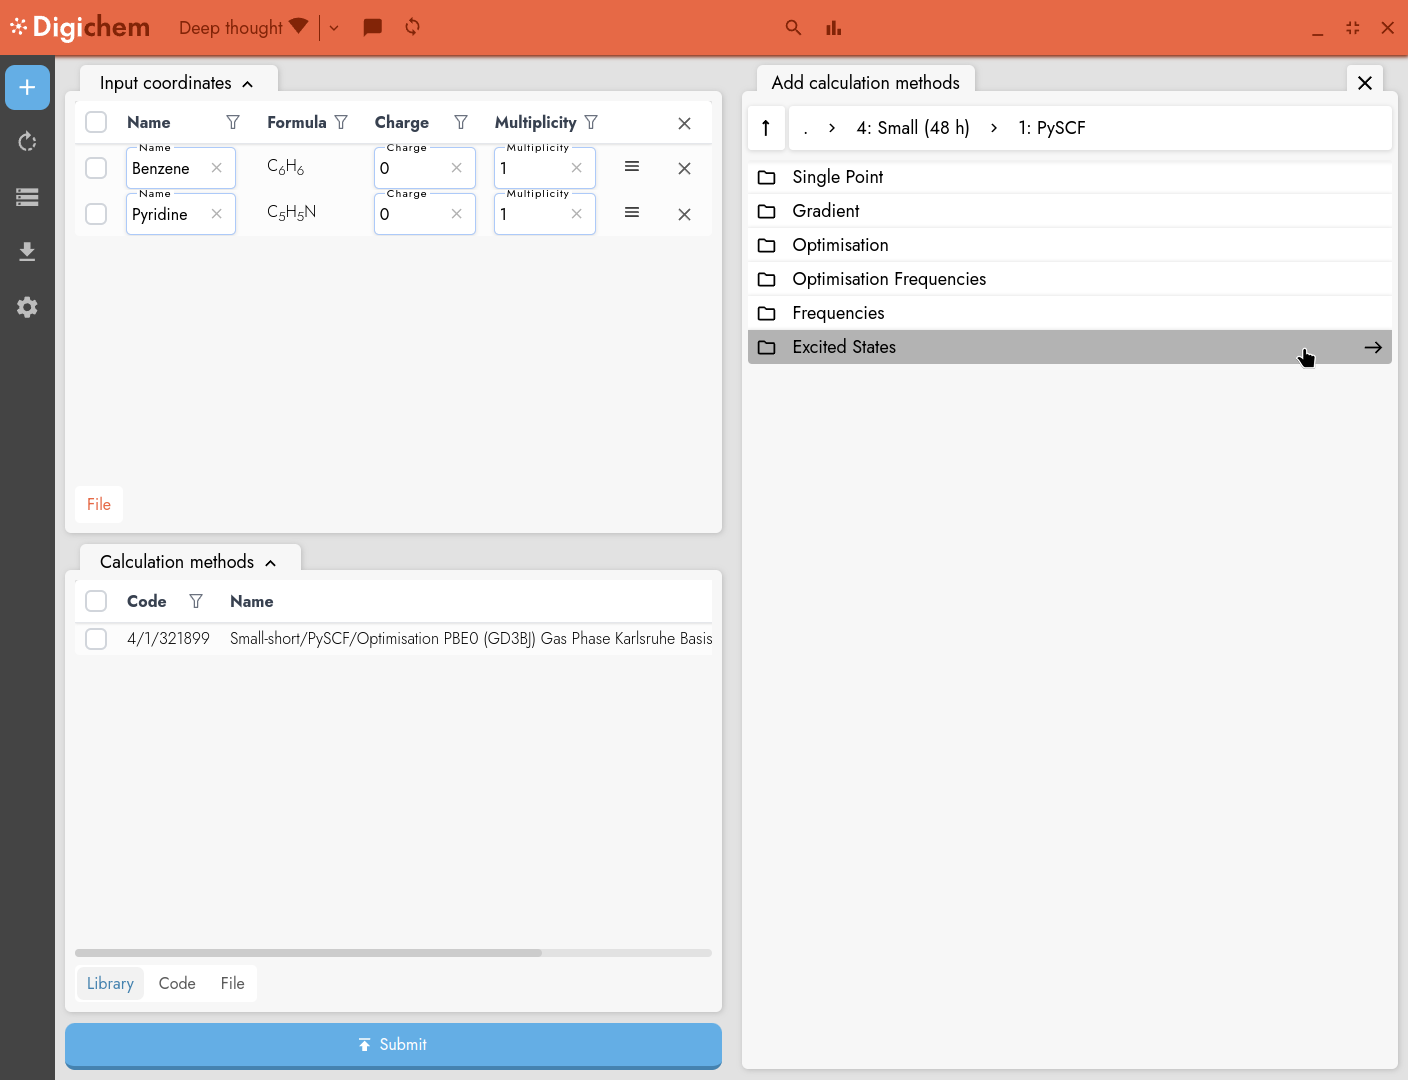 Digichem Deep thought
Input coordinates
Name Formula Charge Multiplicity
Name Charge Multiplicity
Benzene C₆H₆ 0 1
Name Charge Multiplicity
Pyridine C₅H₅N 0 1
File
Calculation methods
Code Name
4/1/321899 Small-short/PySCF/Optimisation PBE0 (GD3BJ) Gas Phase Karlsruhe Basis
Library Code File
Submit
Add calculation methods
. 4: Small (48 h) 1: PySCF
Single Point
Gradient
Optimisation
Optimisation Frequencies
Frequencies
Excited States